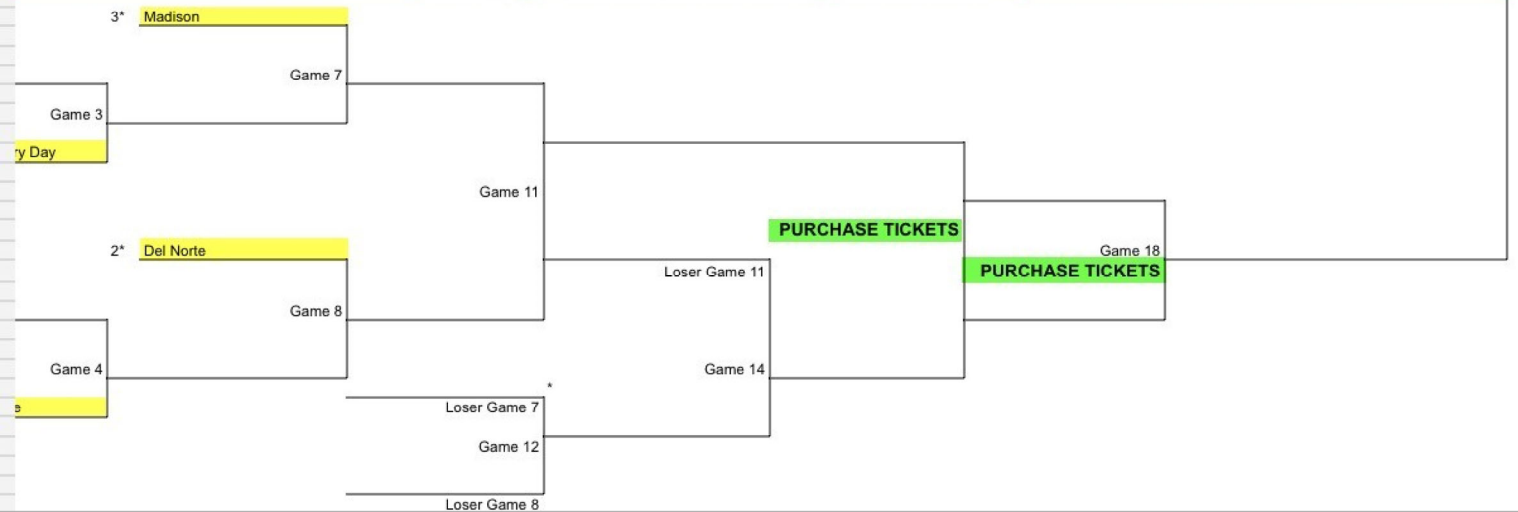 3* Madison
Game 7
Game 3
ry Day
Game 11
PURCHASE TICKETS
2* Del Norte
Game 18
Loser Game 11
PURCHASE TICKETS
Game 8
Game 4
Game 14
*
e
Loser Game 7
Game 12
Loser Game 8